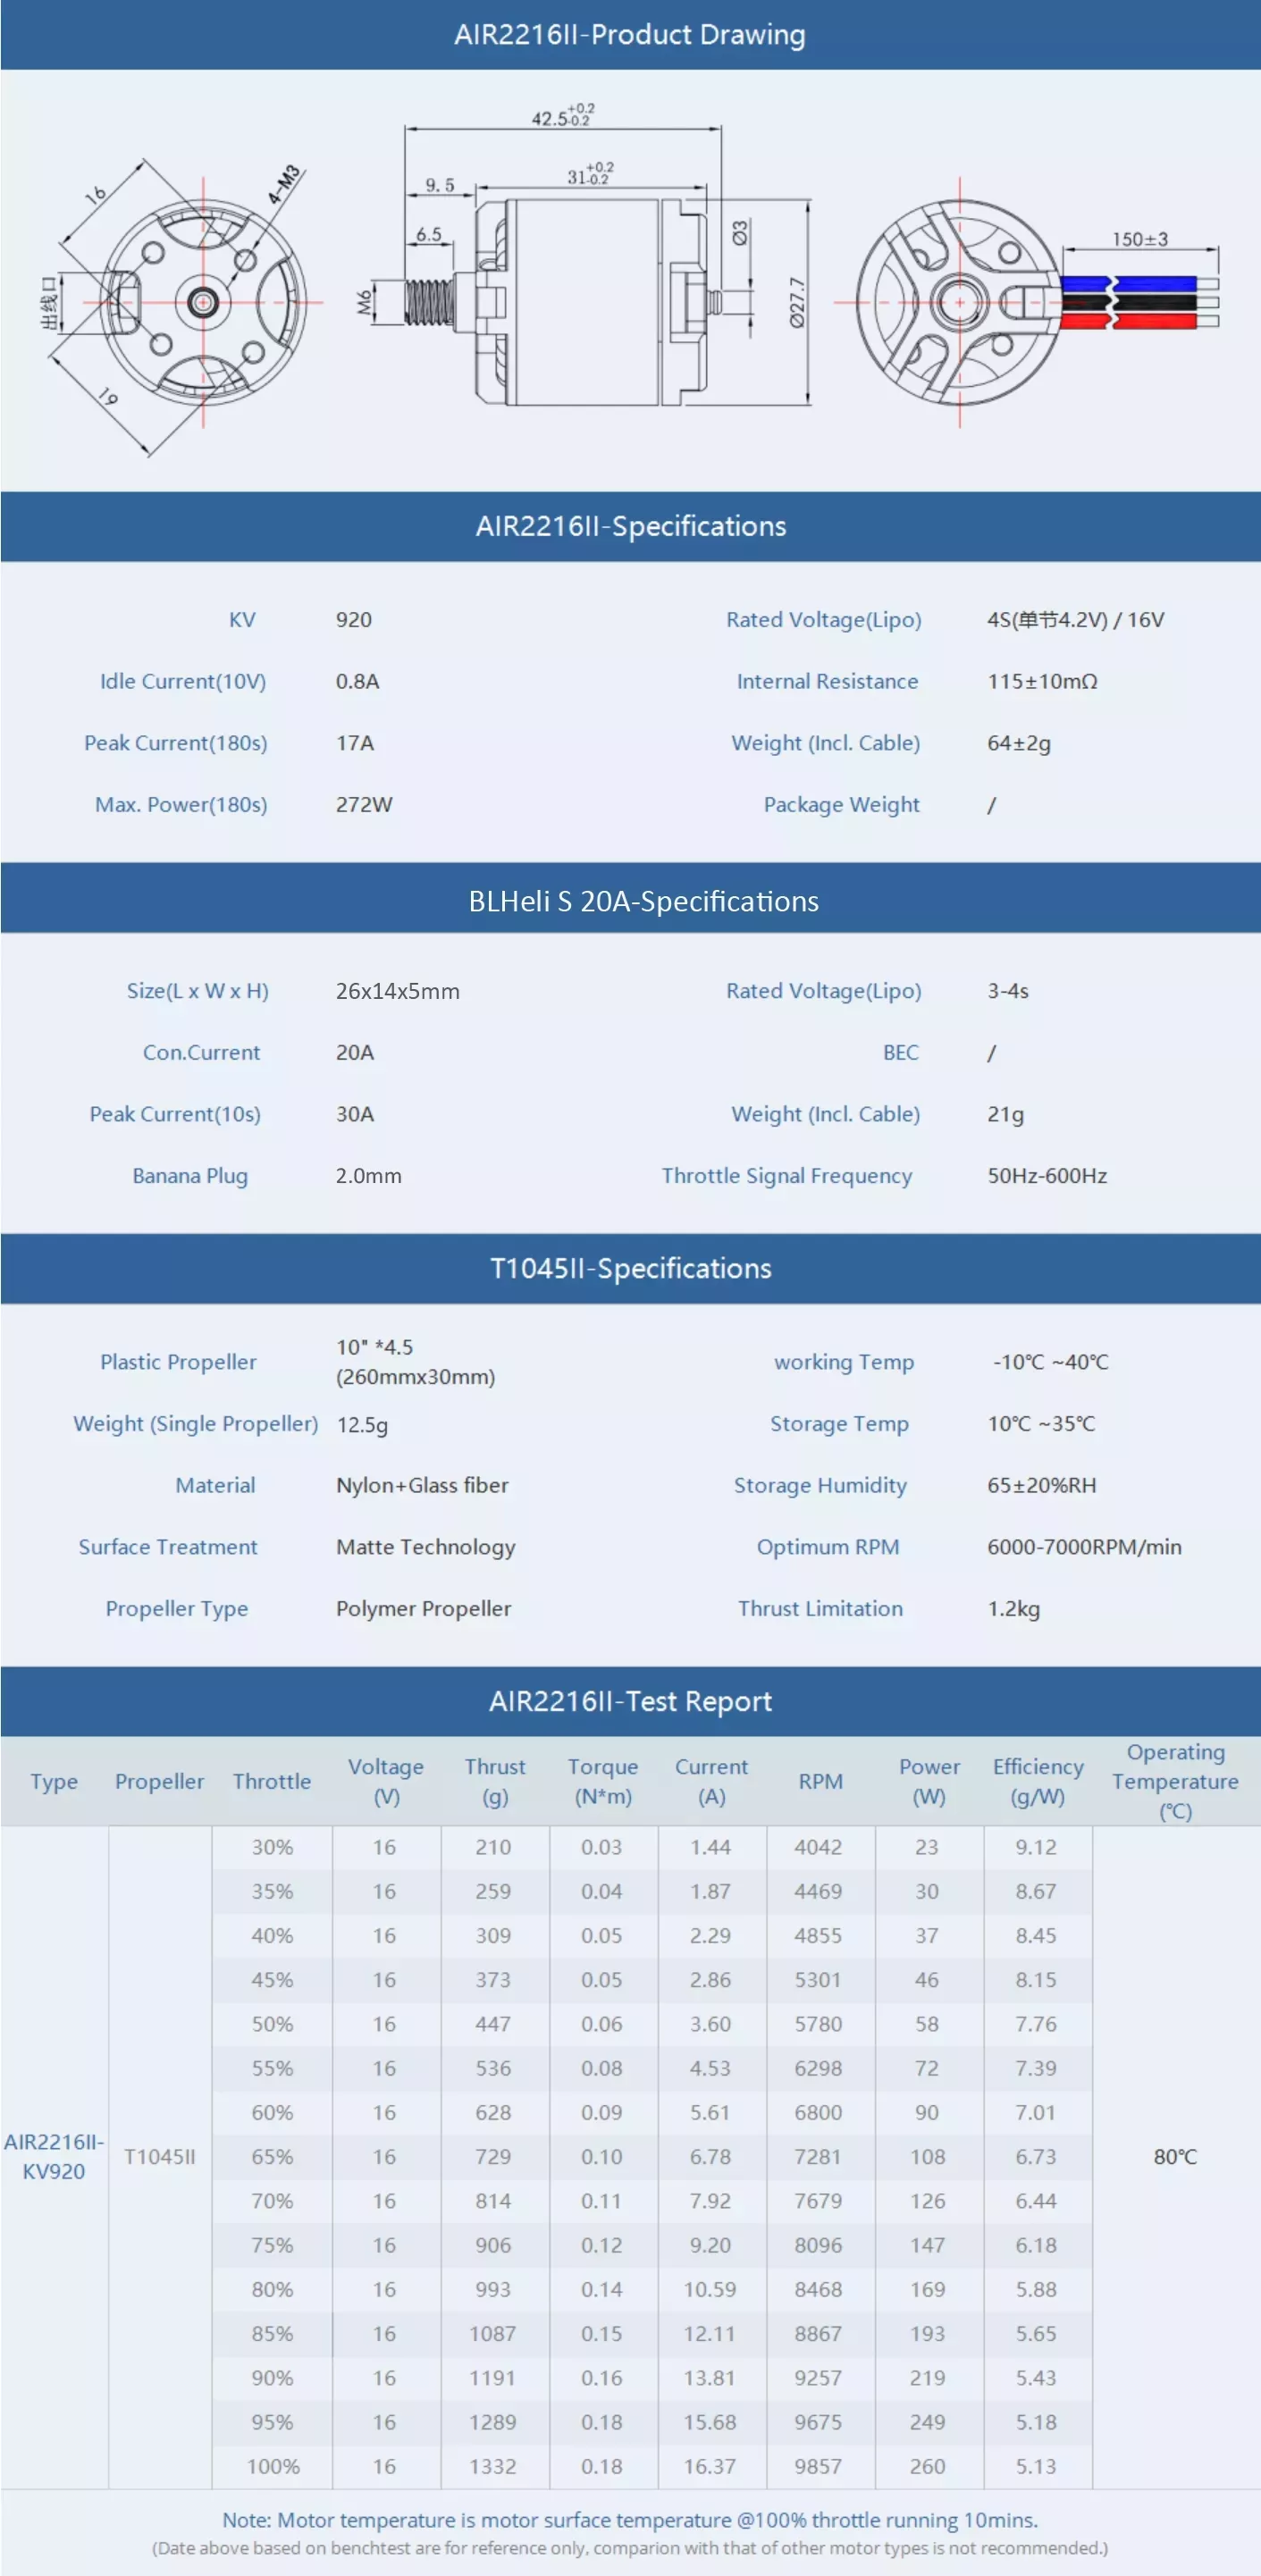 AIR2216II-Product Drawing
42.5+0.2-0.2
31+0.2-0.2
9.5
6.5
16
4-M3
出线口
19
M6
Ø3
Ø27.7
150±3
AIR2216II-Specifications
KV 920 Rated Voltage(Lipo) 4S(单节4.2V) / 16V
Idle Current(10V) 0.8A Internal Resistance 115±10mΩ
Peak Current(180s) 17A Weight (Incl. Cable) 64±2g
Max. Power(180s) 272W Package Weight /
BLHeli S 20A-Specifications
Size(L x W x H) 26x14x5mm Rated Voltage(Lipo) 3-4s
Con.Current 20A BEC /
Peak Current(10s) 30A Weight (Incl. Cable) 21g
Banana Plug 2.0mm Throttle Signal Frequency 50Hz-600Hz
T1045II-Specifications
Plastic Propeller 10" *4.5 (260mmx30mm) working Temp -10℃ ~40℃
Weight (Single Propeller) 12.5g Storage Temp 10℃ ~35℃
Material Nylon+Glass fiber Storage Humidity 65±20%RH
Surface Treatment Matte Technology Optimum RPM 6000-7000RPM/min
Propeller Type Polymer Propeller Thrust Limitation 1.2kg
AIR2216II-Test Report
Type Propeller Throttle Voltage (V) Thrust (g) Torque (N*m) Current (A) RPM Power (W) Efficiency (g/W) Operating Temperature (℃)
30% 16 210 0.03 1.44 4042 23 9.12
35% 16 259 0.04 1.87 4469 30 8.67
40% 16 309 0.05 2.29 4855 37 8.45
45% 16 373 0.05 2.86 5301 46 8.15
50% 16 447 0.06 3.60 5780 58 7.76
55% 16 536 0.08 4.53 6298 72 7.39
60% 16 628 0.09 5.61 6800 90 7.01
AIR2216II-KV920 T1045II 65% 16 729 0.10 6.78 7281 108 6.73 80℃
70% 16 814 0.11 7.92 7679 126 6.44
75% 16 906 0.12 9.20 8096 147 6.18
80% 16 993 0.14 10.59 8468 169 5.88
85% 16 1087 0.15 12.11 8867 193 5.65
90% 16 1191 0.16 13.81 9257 219 5.43
95% 16 1289 0.18 15.68 9675 249 5.18
100% 16 1332 0.18 16.37 9857 260 5.13
Note: Motor temperature is motor surface temperature @100% throttle running 10mins.
(Date above based on benchtest are for reference only, comparion with that of other motor types is not recommended.)